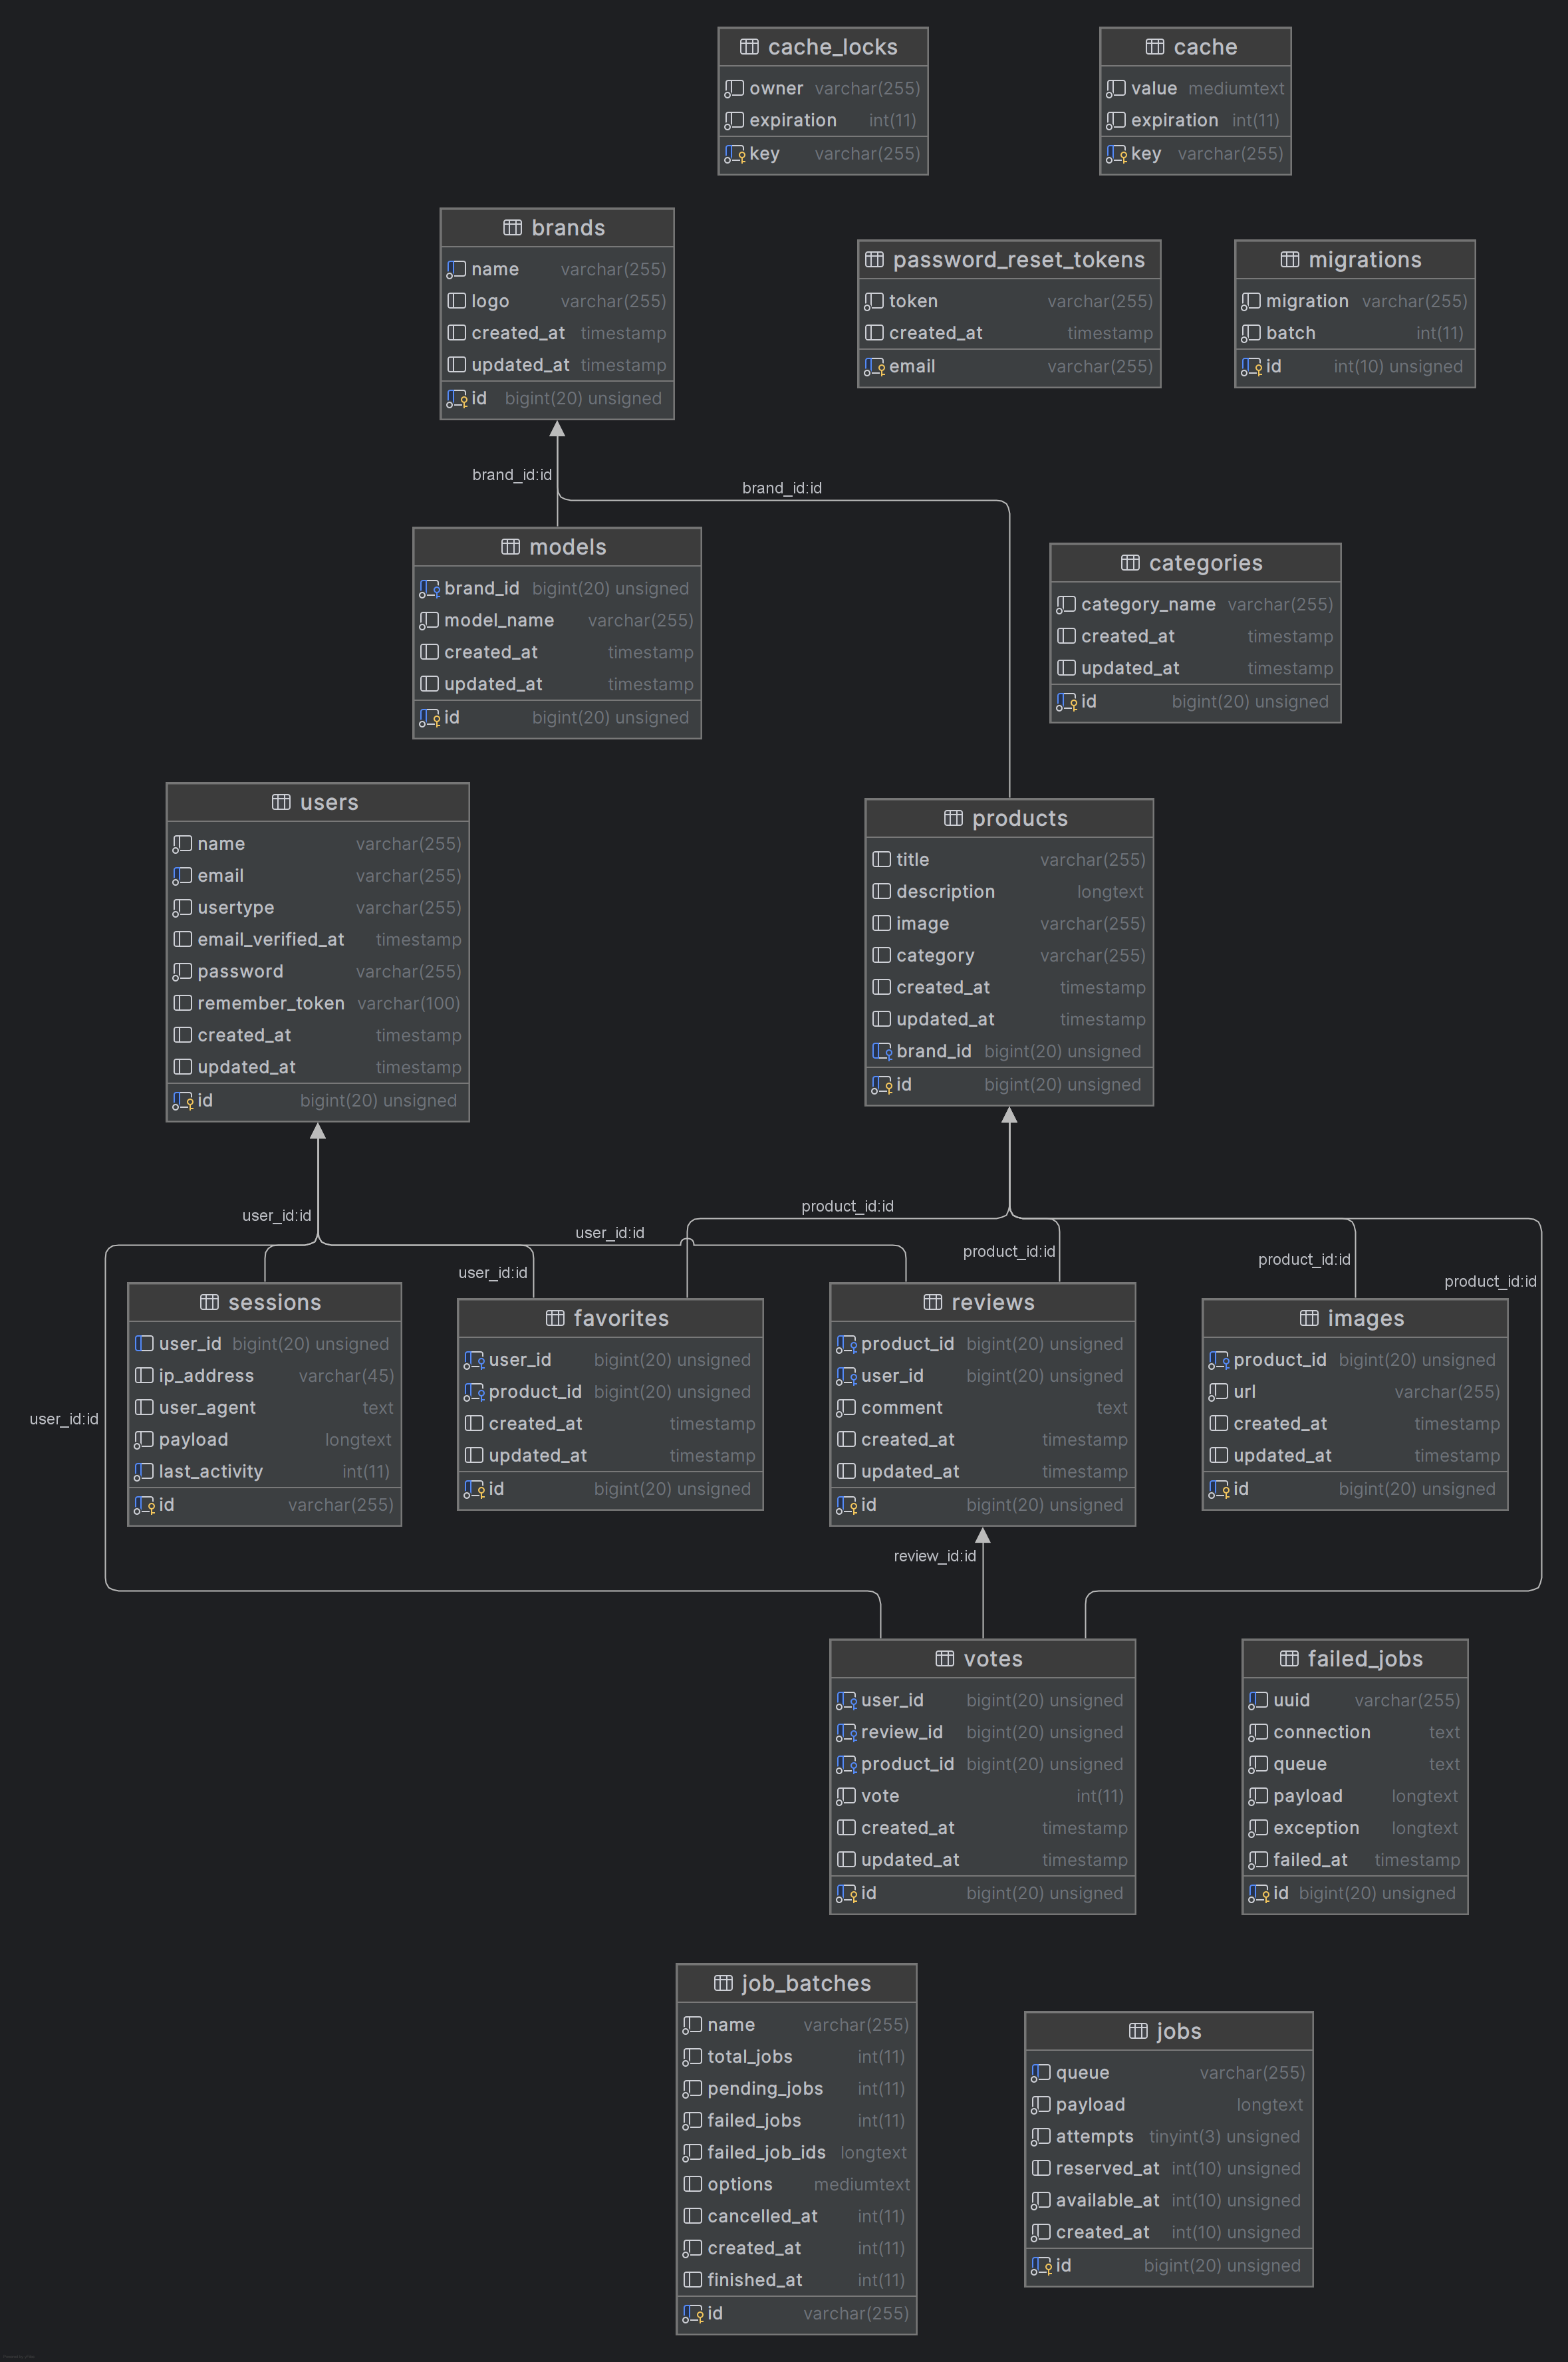 cache_locks
owner varchar(255)
expiration int(11)
key varchar(255)
cache
value mediumtext
expiration int(11)
key varchar(255)
brands
name varchar(255)
logo varchar(255)
created_at timestamp
updated_at timestamp
id bigint(20) unsigned
password_reset_tokens
token varchar(255)
created_at timestamp
email varchar(255)
migrations
migration varchar(255)
batch int(11)
id int(10) unsigned
brand_id:id
brand_id:id
models
brand_id bigint(20) unsigned
model_name varchar(255)
created_at timestamp
updated_at timestamp
id bigint(20) unsigned
categories
category_name varchar(255)
created_at timestamp
updated_at timestamp
id bigint(20) unsigned
users
name varchar(255)
email varchar(255)
usertype varchar(255)
email_verified_at timestamp
password varchar(255)
remember_token varchar(100)
created_at timestamp
updated_at timestamp
id bigint(20) unsigned
products
title varchar(255)
description longtext
image varchar(255)
category varchar(255)
created_at timestamp
updated_at timestamp
brand_id bigint(20) unsigned
id bigint(20) unsigned
user_id:id
user_id:id
user_id:id
product_id:id
product_id:id
product_id:id
product_id:id
user_id:id
sessions
user_id bigint(20) unsigned
ip_address varchar(45)
user_agent text
payload longtext
last_activity int(11)
id varchar(255)
favorites
user_id bigint(20) unsigned
product_id bigint(20) unsigned
created_at timestamp
updated_at timestamp
id bigint(20) unsigned
reviews
product_id bigint(20) unsigned
user_id bigint(20) unsigned
comment text
created_at timestamp
updated_at timestamp
id bigint(20) unsigned
images
product_id bigint(20) unsigned
url varchar(255)
created_at timestamp
updated_at timestamp
id bigint(20) unsigned
review_id:id
votes
user_id bigint(20) unsigned
review_id bigint(20) unsigned
product_id bigint(20) unsigned
vote int(11)
created_at timestamp
updated_at timestamp
id bigint(20) unsigned
failed_jobs
uuid varchar(255)
connection text
queue text
payload longtext
exception longtext
failed_at timestamp
id bigint(20) unsigned
job_batches
name varchar(255)
total_jobs int(11)
pending_jobs int(11)
failed_jobs int(11)
failed_job_ids longtext
options mediumtext
cancelled_at int(11)
created_at int(11)
finished_at int(11)
id varchar(255)
jobs
queue varchar(255)
payload longtext
attempts tinyint(3) unsigned
reserved_at int(10) unsigned
available_at int(10) unsigned
created_at int(10) unsigned
id bigint(20) unsigned